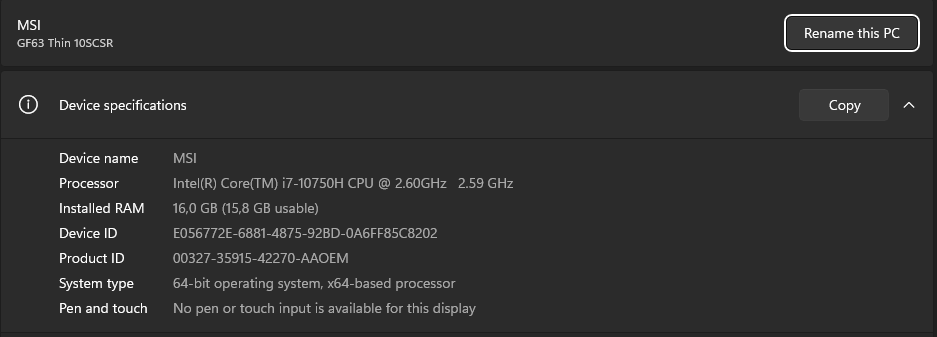 MSI
GF63 Thin 10SCSR
Rename this PC
Device specifications
Copy
Device name MSI
Processor Intel(R) Core(TM) i7-10750H CPU @ 2.60GHz 2.59 GHz
Installed RAM 16,0 GB (15,8 GB usable)
Device ID E056772E-6881-4875-92BD-0A6FF85C8202
Product ID 00327-35915-42270-AAOEM
System type 64-bit operating system, x64-based processor
Pen and touch No pen or touch input is available for this display